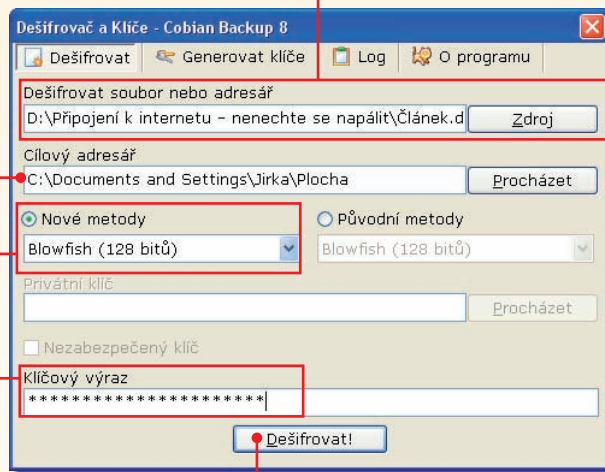 Dešifrovač a Klíče - Cobian Backup 8
Dešifrovat Generovat klíče Log O programu
Dešifrovat soubor nebo adresář
D:\Připojení k internetu – nenechte se napálit\Článek.d Zdroj
Cílový adresář
C:\Documents and Settings\Jirka\Plocha Procházet
Nové metody Původní metody
Blowfish (128 bitů) Blowfish (128 bitů)
Privátní klíč
Procházet
Nezabezpečený klíč
Klíčový výraz
**********************
Dešifrovat!